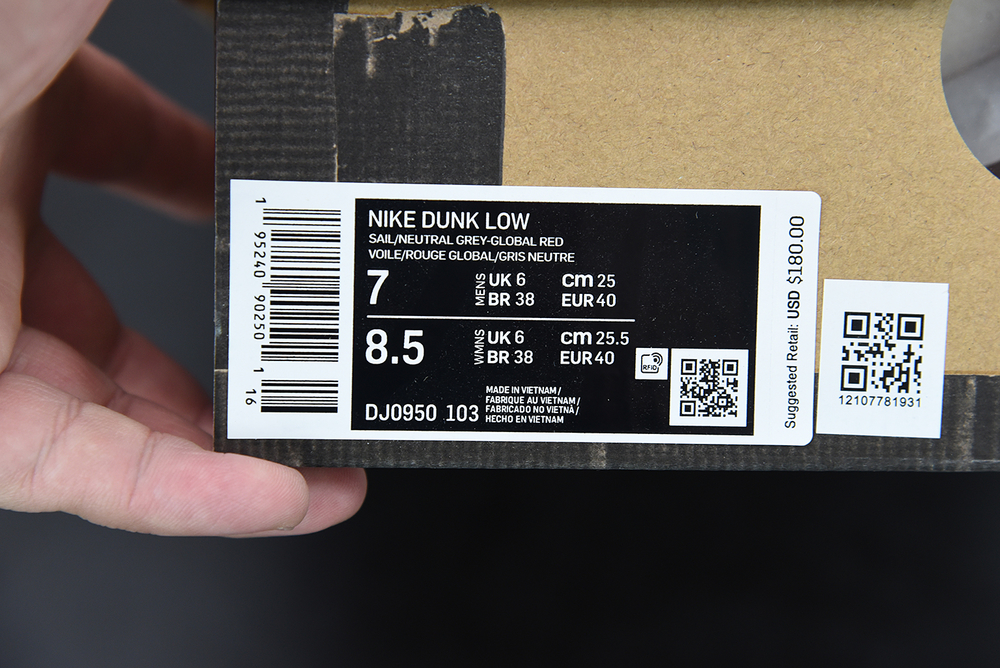 NIKE DUNK LOW
SAIL/NEUTRAL GREY-GLOBAL RED
VOILE/ROUGE GLOBAL/GRIS NEUTRE
7
MENS
UK 6 cm 25
BR 38 EUR 40
8.5
WMNS
UK 6 cm 25.5
BR 38 EUR 40
RFID
DJ0950 103
MADE IN VIETNAM /
FABRIQUE AU VIETNAM /
FABRICADO NO VIETNÃ /
HECHO EN VIETNAM
1 95240 90250 1
16
Suggested Retail: USD $180.00
12107781931